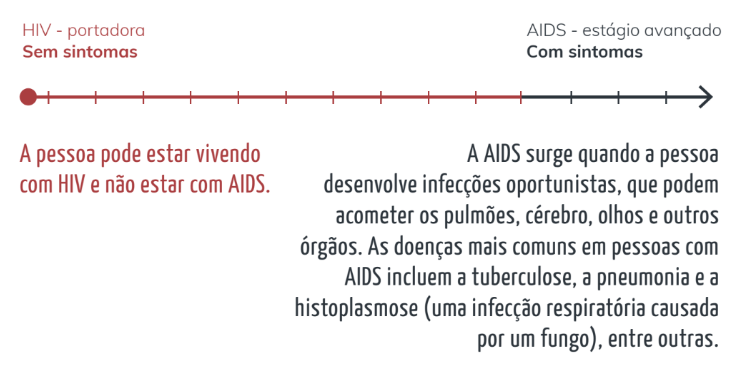 HIV - portadora
Sem sintomas
AIDS - estágio avançado
Com sintomas
A pessoa pode estar vivendo
com HIV e não estar com AIDS.
A AIDS surge quando a pessoa
desenvolve infecções oportunistas, que podem
acometer os pulmões, cérebro, olhos e outros
órgãos. As doenças mais comuns em pessoas com
AIDS incluem a tuberculose, a pneumonia e a
histoplasmose (uma infecção respiratória causada
por um fungo), entre outras.